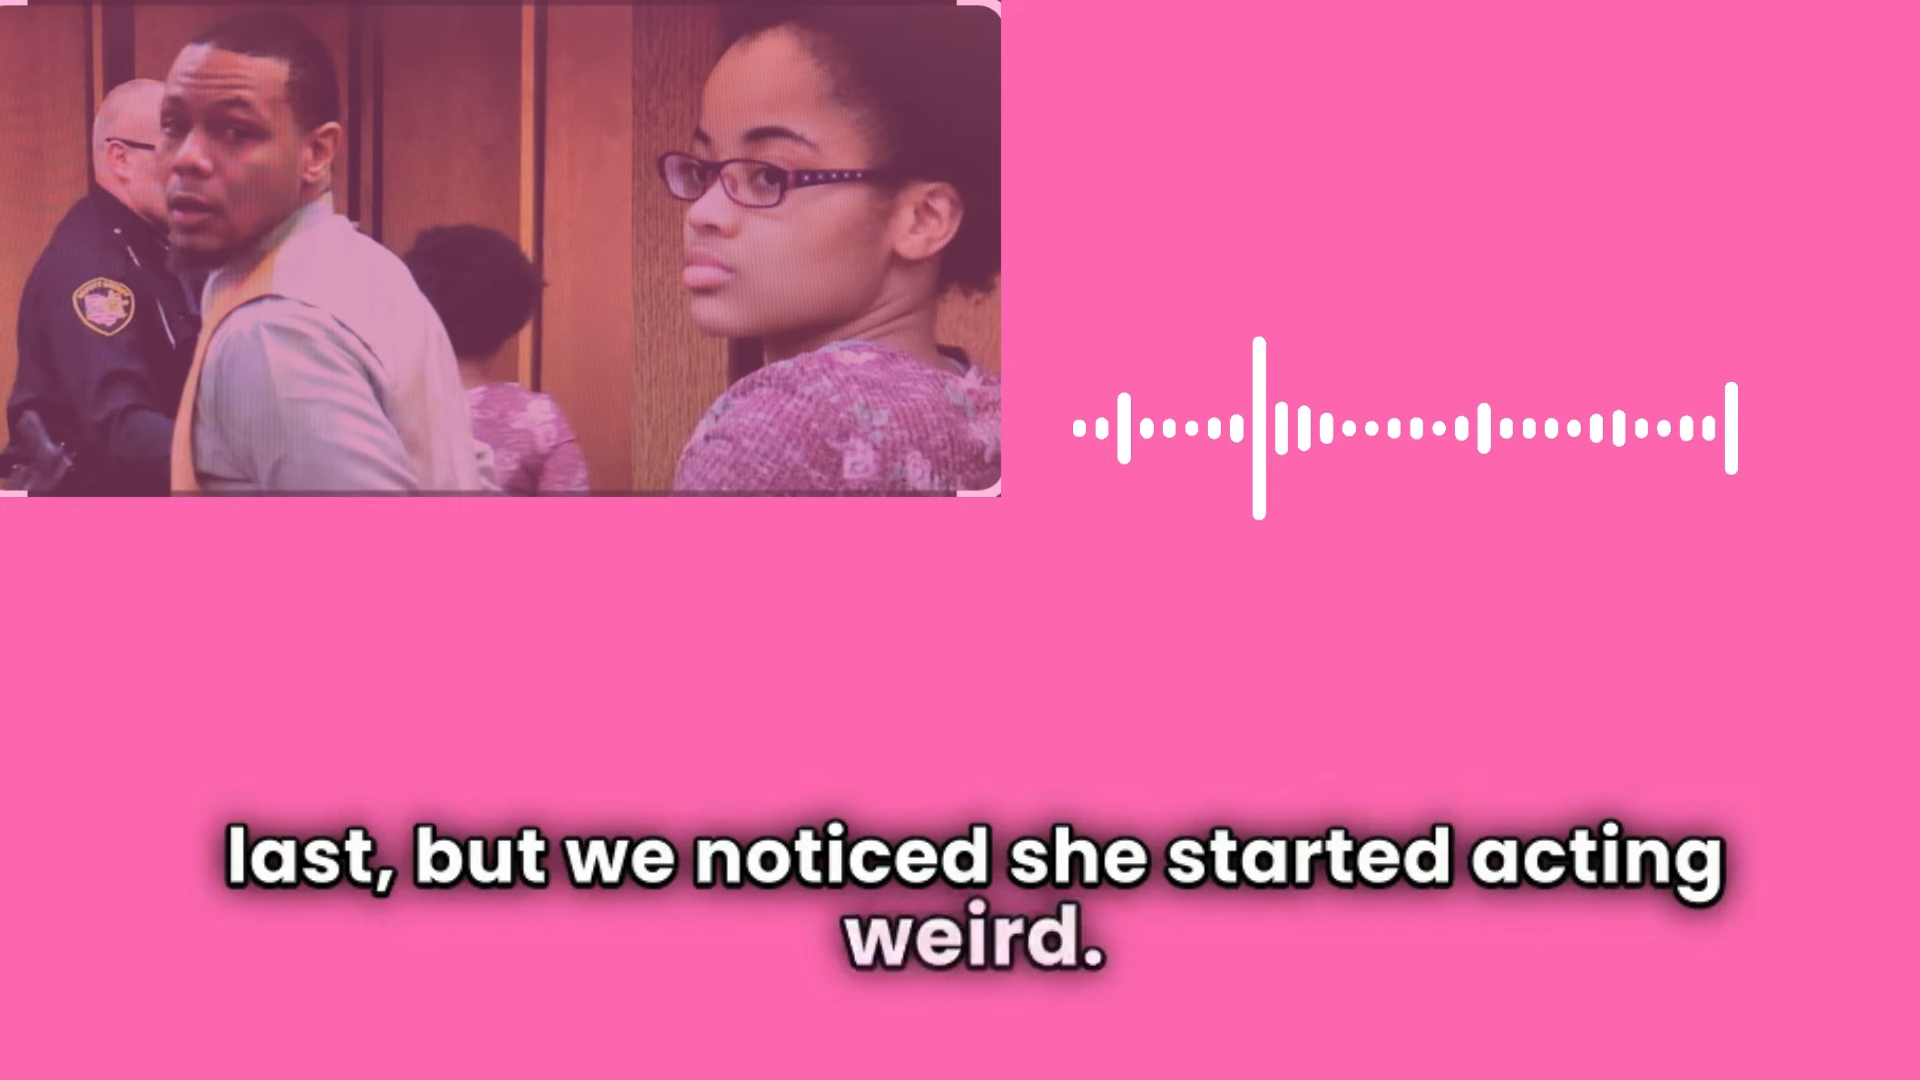 last, but we noticed she started acting
weird.